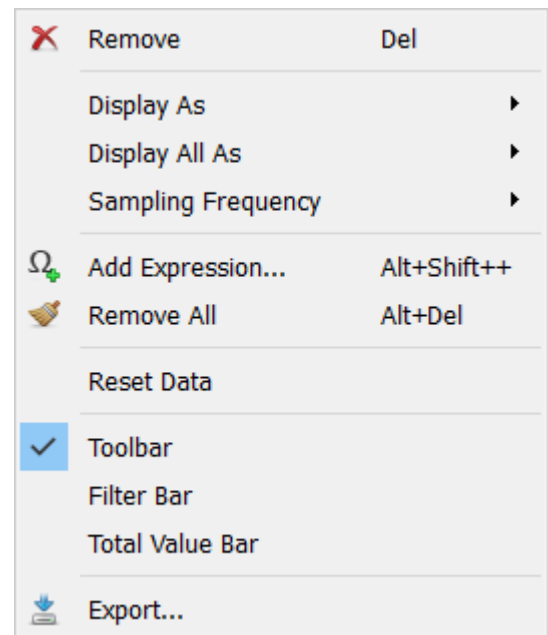 Remove Del
Display As
Display All As
Sampling Frequency
Add Expression... Alt+Shift++
Remove All Alt+Del
Reset Data
Toolbar
Filter Bar
Total Value Bar
Export...